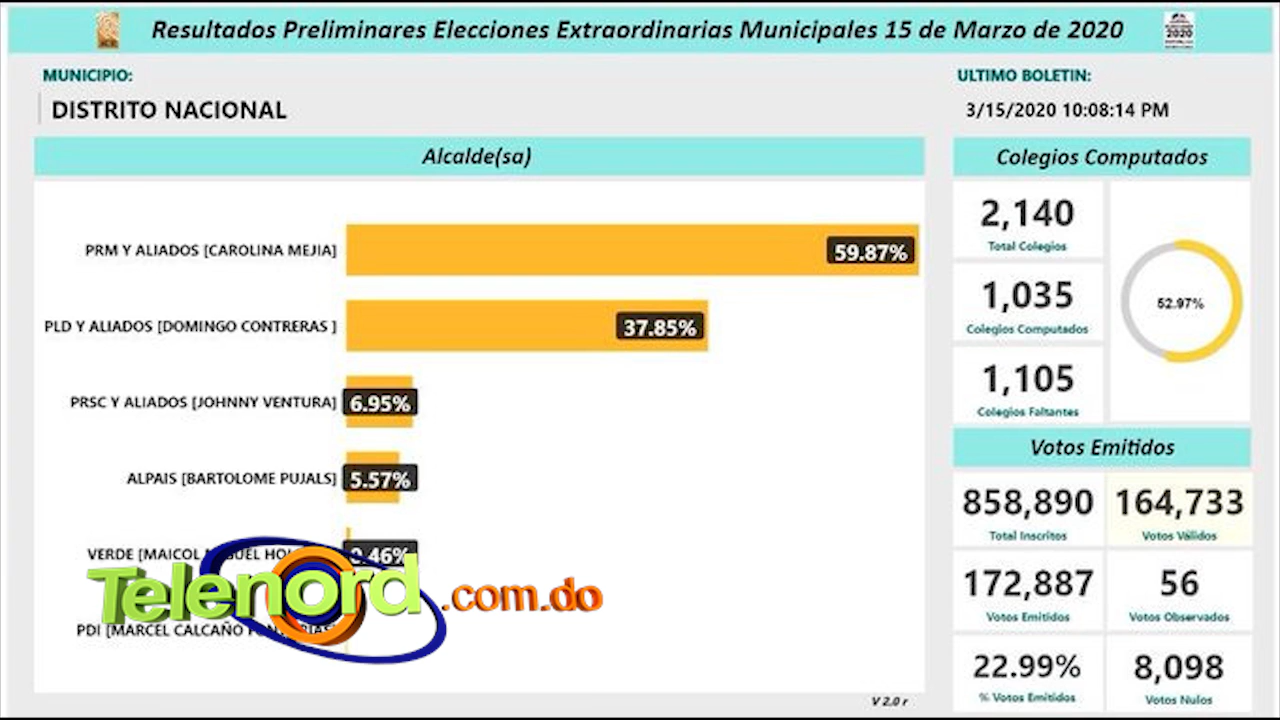 Resultados Preliminares Elecciones Extraordinarias Municipales 15 de Marzo de 2020
2020
MUNICIPIO:
DISTRITO NACIONAL
ULTIMO BOLETIN:
3/15/2020 10:08:14 PM
Alcalde(sa)
PRM Y ALIADOS [CAROLINA MEJIA]
59.87%
PLD Y ALIADOS [DOMINGO CONTRERAS ]
37.85%
PRSC Y ALIADOS [JOHNNY VENTURA]
6.95%
ALPAIS [BARTOLOME PUJALS]
5.57%
VERDE [MAICOL
0.46%
PDI [MARCEL CALCAÑO
Telenord.com.do
V 2.0 r
Colegios Computados
2,140
Total Colegios
1,035
Colegios Computados
1,105
Colegios Faltantes
52.97%
Votos Emitidos
858,890
Total Inscritos
164,733
Votos Válidos
172,887
Votos Emitidos
56
Votos Observados
22.99%
% Votos Emitidos
8,098
Votos Nulos